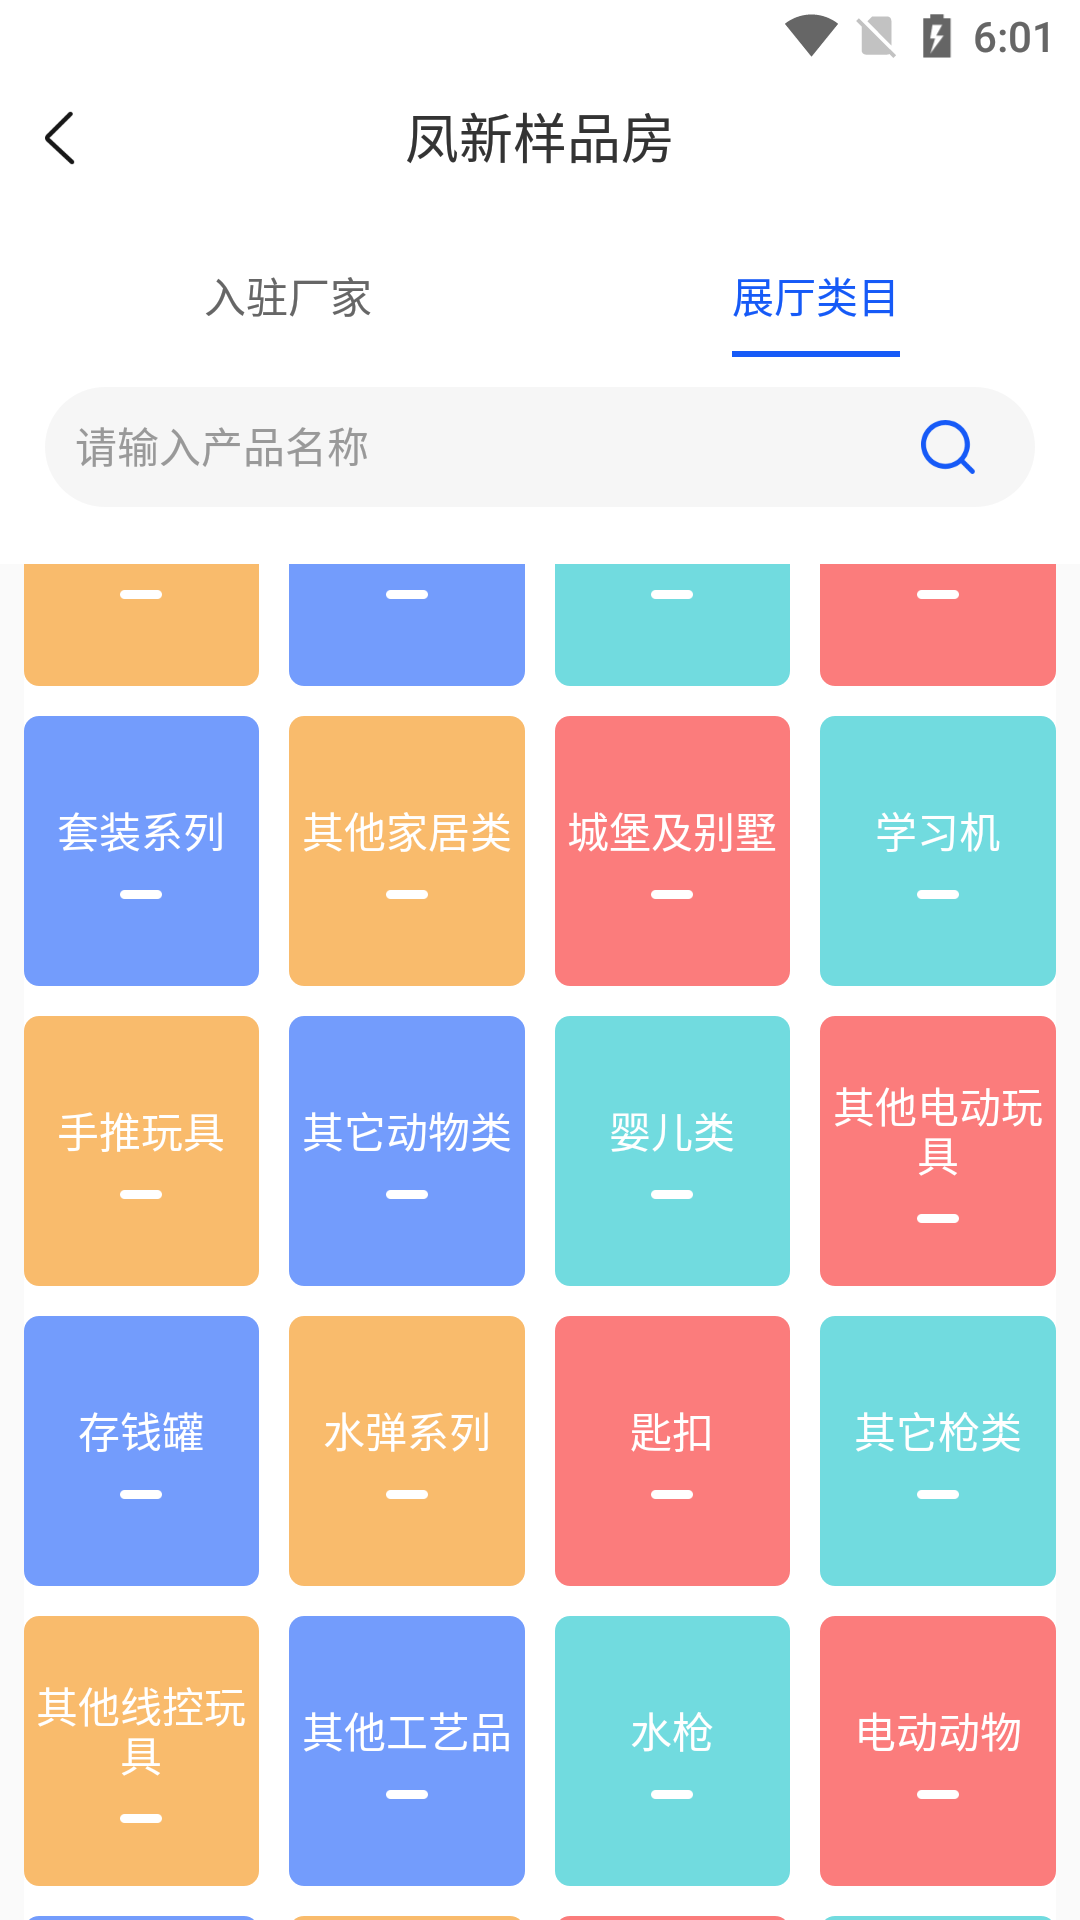 6:01
凤新样品房
入驻厂家
展厅类目
请输入产品名称
套装系列
其他家居类
城堡及别墅
学习机
手推玩具
其它动物类
婴儿类
其他电动玩
具
存钱罐
水弹系列
匙扣
其它枪类
其他线控玩
具
其他工艺品
水枪
电动动物